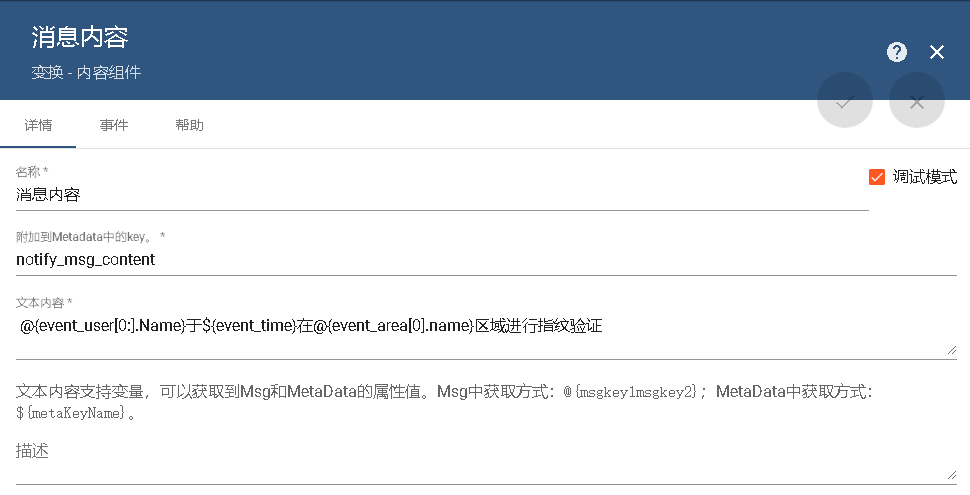 消息内容
变换 - 内容组件
详情 事件 帮助
名称 *
消息内容
调试模式
附加到Metadata中的key。 *
notify_msg_content
文本内容 *
@{event_user[0:].Name}于${event_time}在@{event_area[0].name}区域进行指纹验证
文本内容支持变量，可以获取到Msg和MetaData的属性值。Msg中获取方式：@{msgkey1msgkey2}；MetaData中获取方式：
${metaKeyName}。
描述